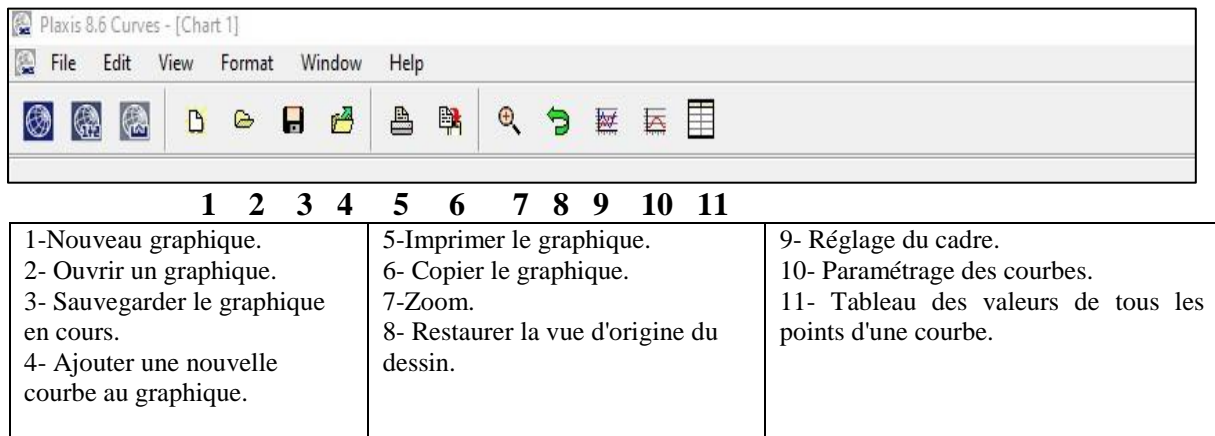 Plaxis 8.6 Curves - [Chart 1]
File Edit View Format Window Help
1 2 3 4 5 6 7 8 9 10 11
1-Nouveau graphique.
2- Ouvrir un graphique.
3- Sauvegarder le graphique
en cours.
4- Ajouter une nouvelle
courbe au graphique.
5-Imprimer le graphique.
6- Copier le graphique.
7-Zoom.
8- Restaurer la vue d'origine du
dessin.
9- Réglage du cadre.
10- Paramétrage des courbes.
11- Tableau des valeurs de tous les
points d'une courbe.